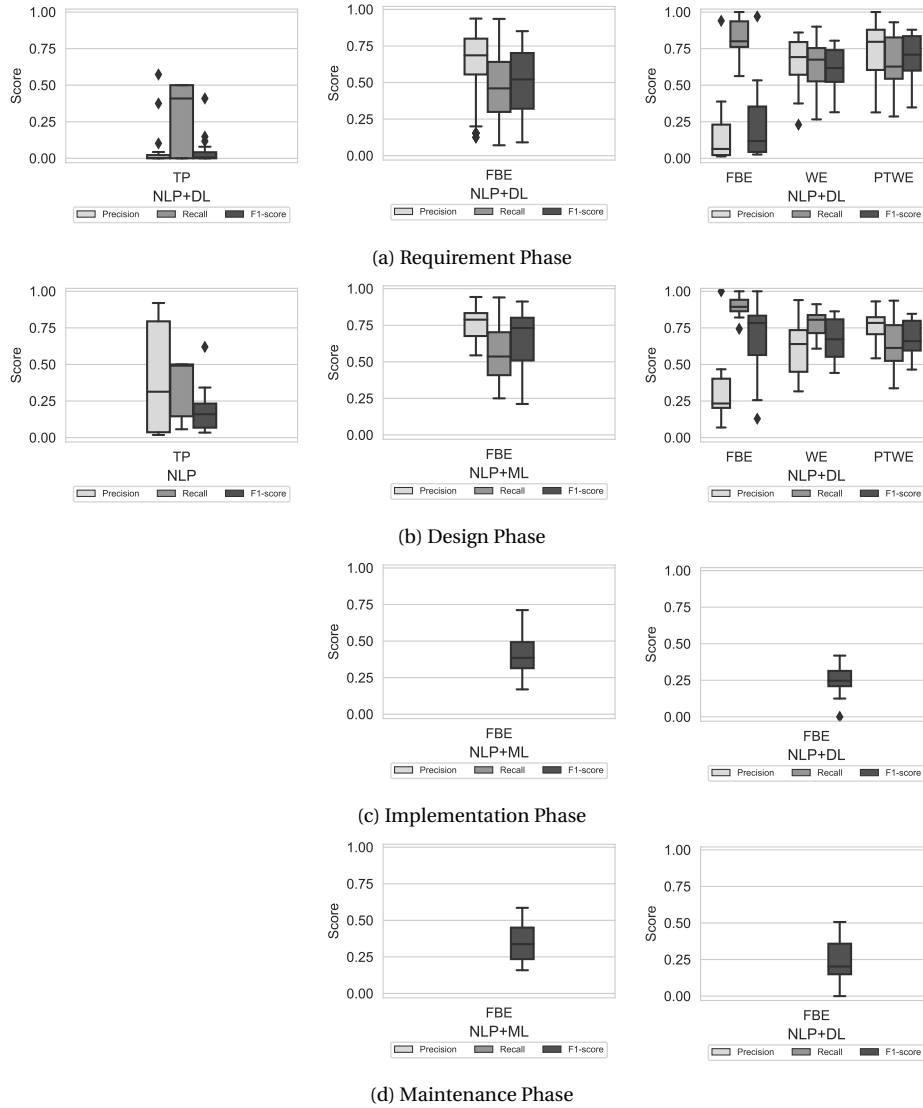 1.00
0.75
0.50
0.25
0.00
Score
TP
NLP+DL
Precision Recall F1-score
1.00
0.75
0.50
0.25
0.00
Score
FBE
NLP+DL
Precision Recall F1-score
1.00
0.75
0.50
0.25
0.00
Score
FBE WE PTWE
NLP+DL
Precision Recall F1-score
(a) Requirement Phase
1.00
0.75
0.50
0.25
0.00
Score
TP
NLP
Precision Recall F1-score
1.00
0.75
0.50
0.25
0.00
Score
FBE
NLP+ML
Precision Recall F1-score
1.00
0.75
0.50
0.25
0.00
Score
FBE WE PTWE
NLP+DL
Precision Recall F1-score
(b) Design Phase
1.00
0.75
0.50
0.25
0.00
Score
FBE
NLP+ML
Precision Recall F1-score
1.00
0.75
0.50
0.25
0.00
Score
FBE
NLP+DL
Precision Recall F1-score
(c) Implementation Phase
1.00
0.75
0.50
0.25
0.00
Score
FBE
NLP+ML
Precision Recall F1-score
1.00
0.75
0.50
0.25
0.00
Score
FBE
NLP+DL
Precision Recall F1-score
(d) Maintenance Phase